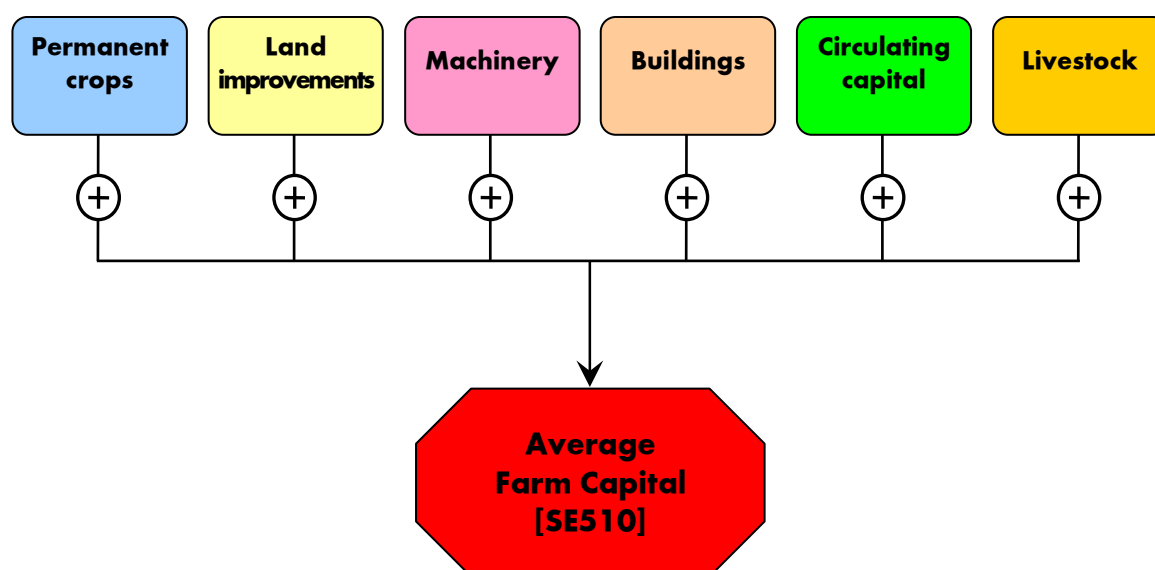 Permanent
crops
Land
improvements
Machinery
Buildings
Circulating
capital
Livestock
+
+
+
+
+
+
Average
Farm Capital
[SE510]